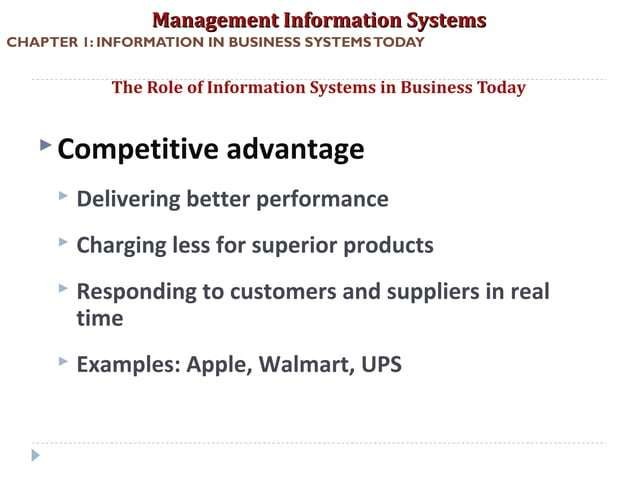 Management Information Systems
CHAPTER 1: INFORMATION IN BUSINESS SYSTEMS TODAY
The Role of Information Systems in Business Today
Competitive advantage
Delivering better performance
Charging less for superior products
Responding to customers and suppliers in real
time
Examples: Apple, Walmart, UPS